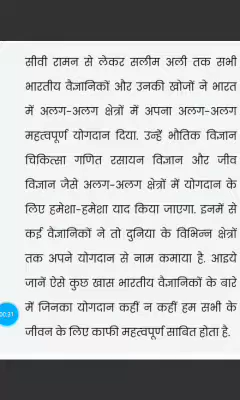 सीवी रामन से लेकर सलीम अली तक सभी
भारतीय वैज्ञानिकों और उनकी खोजों ने भारत
में अलग-अलग क्षेत्रों में अपना अलग-अलग
महत्वपूर्ण योगदान दिया. उन्हें भौतिक विज्ञान
चिकित्सा गणित रसायन विज्ञान और जीव
विज्ञान जैसे अलग-अलग क्षेत्रों में योगदान के
लिए हमेशा-हमेशा याद किया जाएगा. इनमें से
कई वैज्ञानिकों ने तो दुनिया के विभिन्न क्षेत्रों
तक अपने योगदान से नाम कमाया है. आइये
जानें ऐसे कुछ खास भारतीय वैज्ञानिकों के बारे
में जिनका योगदान कहीं न कहीं हम सभी के
जीवन के लिए काफी महत्वपूर्ण साबित होता है.
00:31